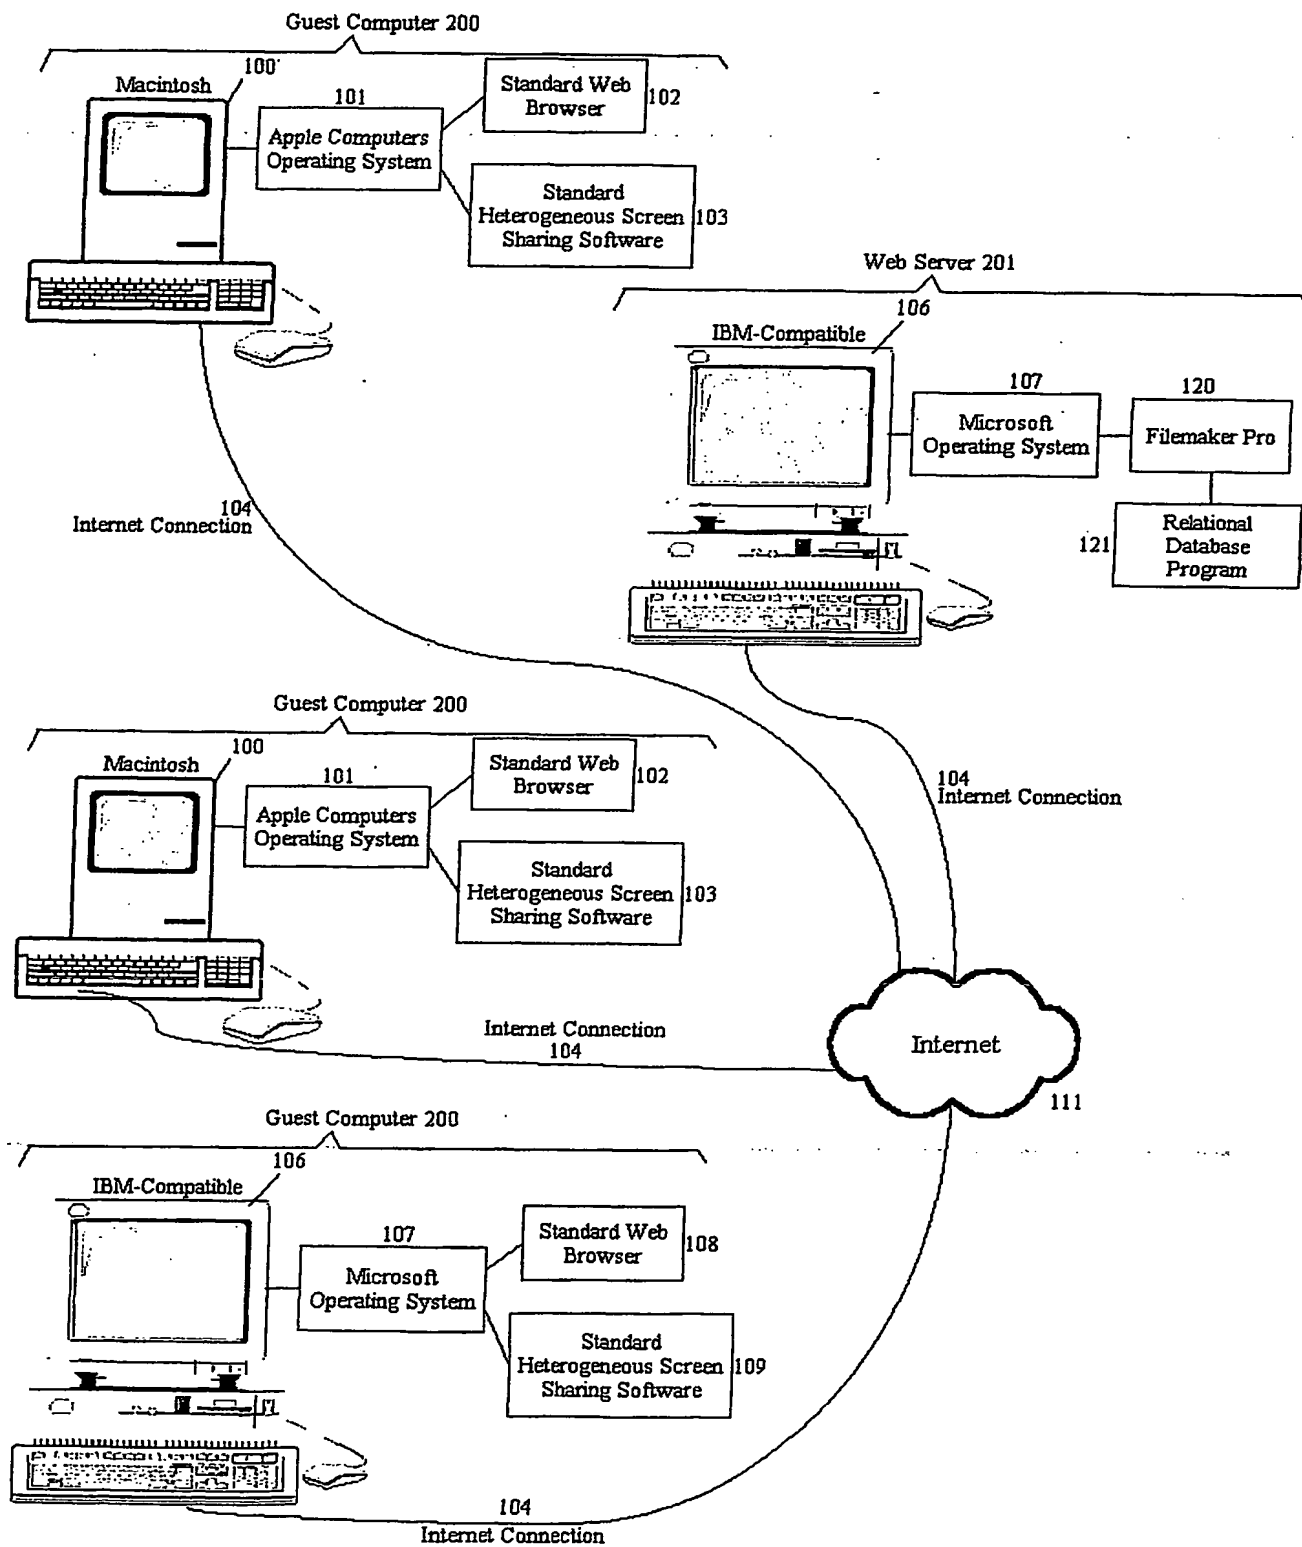 Guest Computer 200
Macintosh
100
101
Apple Computers
Operating System
Standard Web
Browser
102
Standard
Heterogeneous Screen
Sharing Software
103
Web Server 201
IBM-Compatible
106
107
Microsoft
Operating System
120
Filemaker Pro
121
Relational
Database
Program
104
Internet Connection
104
Internet Connection
Guest Computer 200
Macintosh
100
101
Apple Computers
Operating System
Standard Web
Browser
102
Standard
Heterogeneous Screen
Sharing Software
103
Internet Connection
104
Internet
111
Guest Computer 200
IBM-Compatible
106
107
Microsoft
Operating System
Standard Web
Browser
108
Standard
Heterogeneous Screen
Sharing Software
109
104
Internet Connection